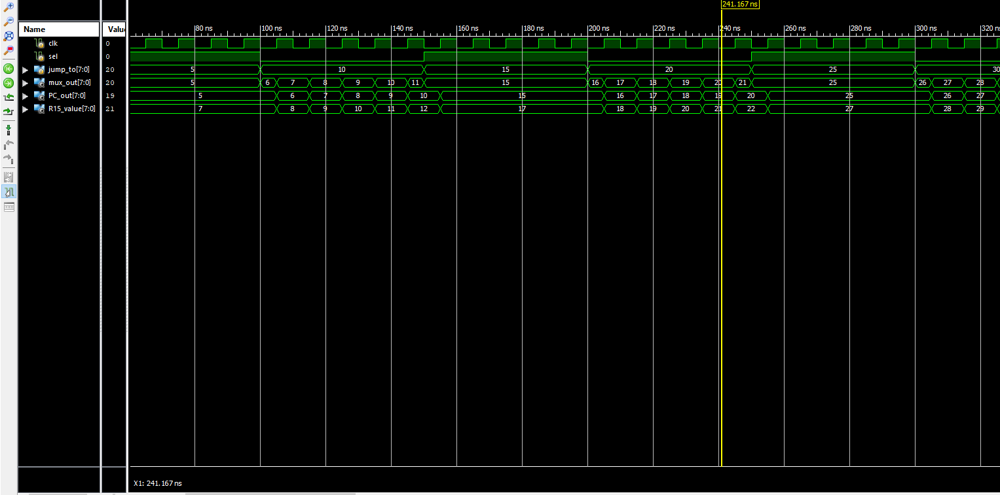 241.167 ns
Name Valu 80 ns 100 ns 120 ns 140 ns 160 ns 180 ns 200 ns 220 ns 240 ns 260 ns 280 ns 300 ns 320 ns
clk 0
sel 0
jump_to[7:0] 20 5 10 15 20 25 30
mux_out[7:0] 20 5 6 7 8 9 10 11 15 16 17 18 19 20 21 25 26 27 28
PC_out[7:0] 19 5 6 7 8 9 10 15 16 17 18 19 20 25 26 27
R15_value[7:0] 21 7 8 9 10 11 12 17 18 19 20 21 22 27 28 29
X1: 241.167 ns